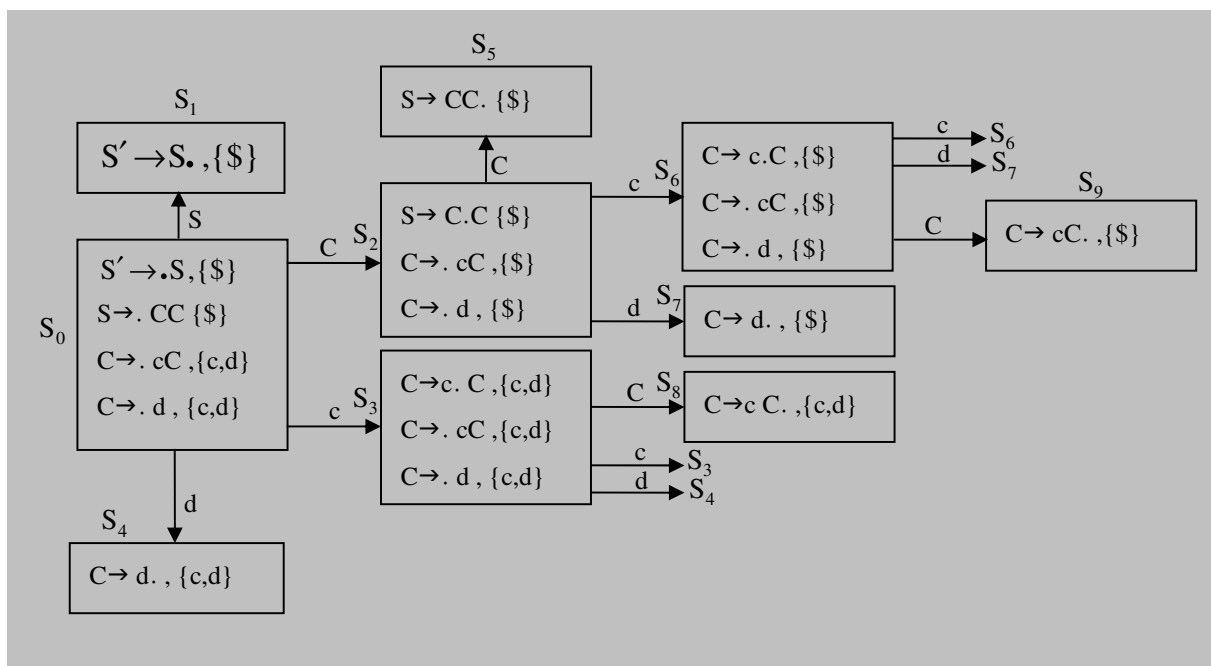 S₅
S→ CC. {$}
S₁
S′ →S. ,{$}
S
C
S₀
S′ →.S,{$}
S→. CC {$}
C→. cC ,{c,d}
C→. d , {c,d}
C
S₂
S→ C.C {$}
C→. cC ,{$}
C→. d , {$}
c
S₆
C→ c.C ,{$}
C→. cC ,{$}
C→. d , {$}
c
S₆
d
S₇
C
S₉
C→ cC. ,{$}
d
S₇
C→ d. , {$}
c
S₃
C→c. C ,{c,d}
C→. cC ,{c,d}
C→. d , {c,d}
C
S₈
C→c C. ,{c,d}
c
S₃
d
S₄
d
S₄
C→ d. , {c,d}